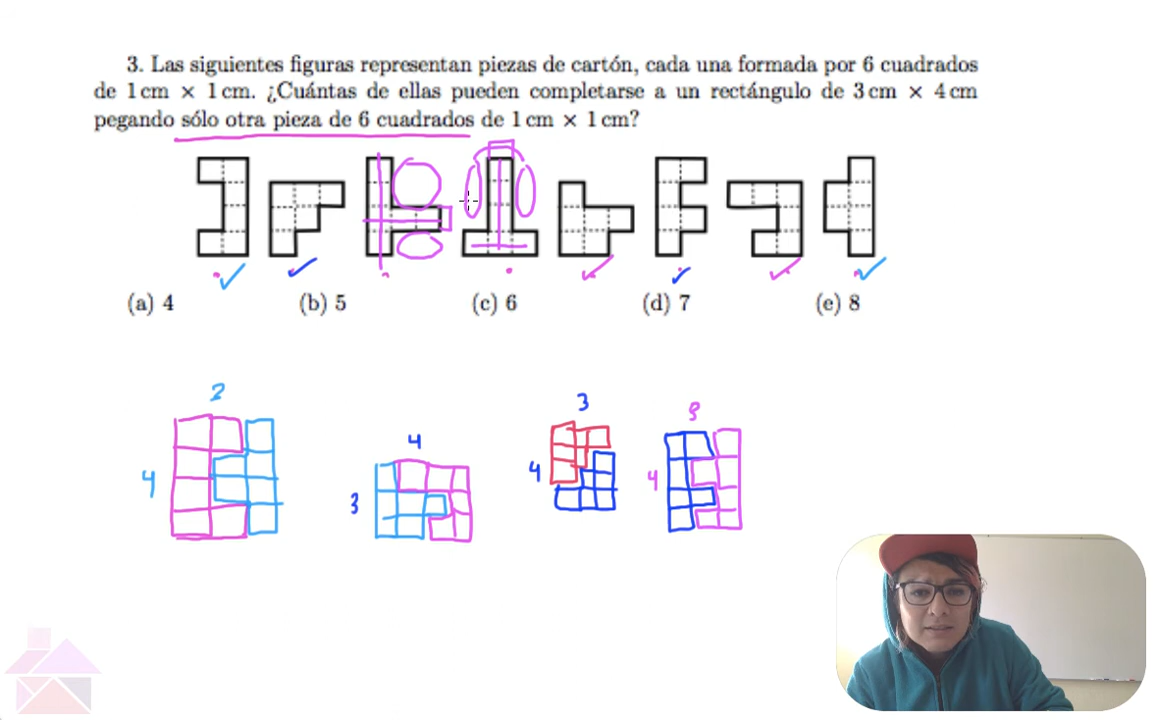 3. Las siguientes figuras representan piezas de cartón, cada una formada por 6 cuadrados
de 1 cm × 1 cm. ¿Cuántas de ellas pueden completarse a un rectángulo de 3 cm × 4 cm
pegando sólo otra pieza de 6 cuadrados de 1 cm × 1 cm?
(a) 4 (b) 5 (c) 6 (d) 7 (e) 8
4
4
3
3
4
4